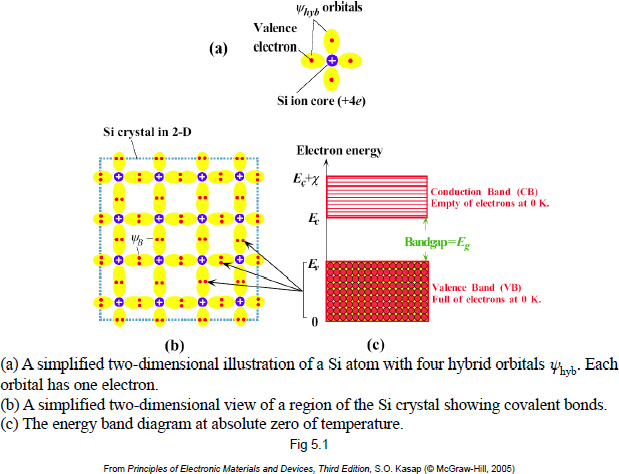 ψhyb orbitals
Valence
electron
(a)
Si ion core (+4e)
Si crystal in 2-D
ψB
(b)
Electron energy
Ec+χ
Ec
Conduction Band (CB)
Empty of electrons at 0 K.
Bandgap=Eg
Ev
Valence Band (VB)
Full of electrons at 0 K.
0
(c)
(a) A simplified two-dimensional illustration of a Si atom with four hybrid orbitals ψhyb. Each
orbital has one electron.
(b) A simplified two-dimensional view of a region of the Si crystal showing covalent bonds.
(c) The energy band diagram at absolute zero of temperature.
Fig 5.1
From Principles of Electronic Materials and Devices, Third Edition, S.O. Kasap (© McGraw-Hill, 2005)